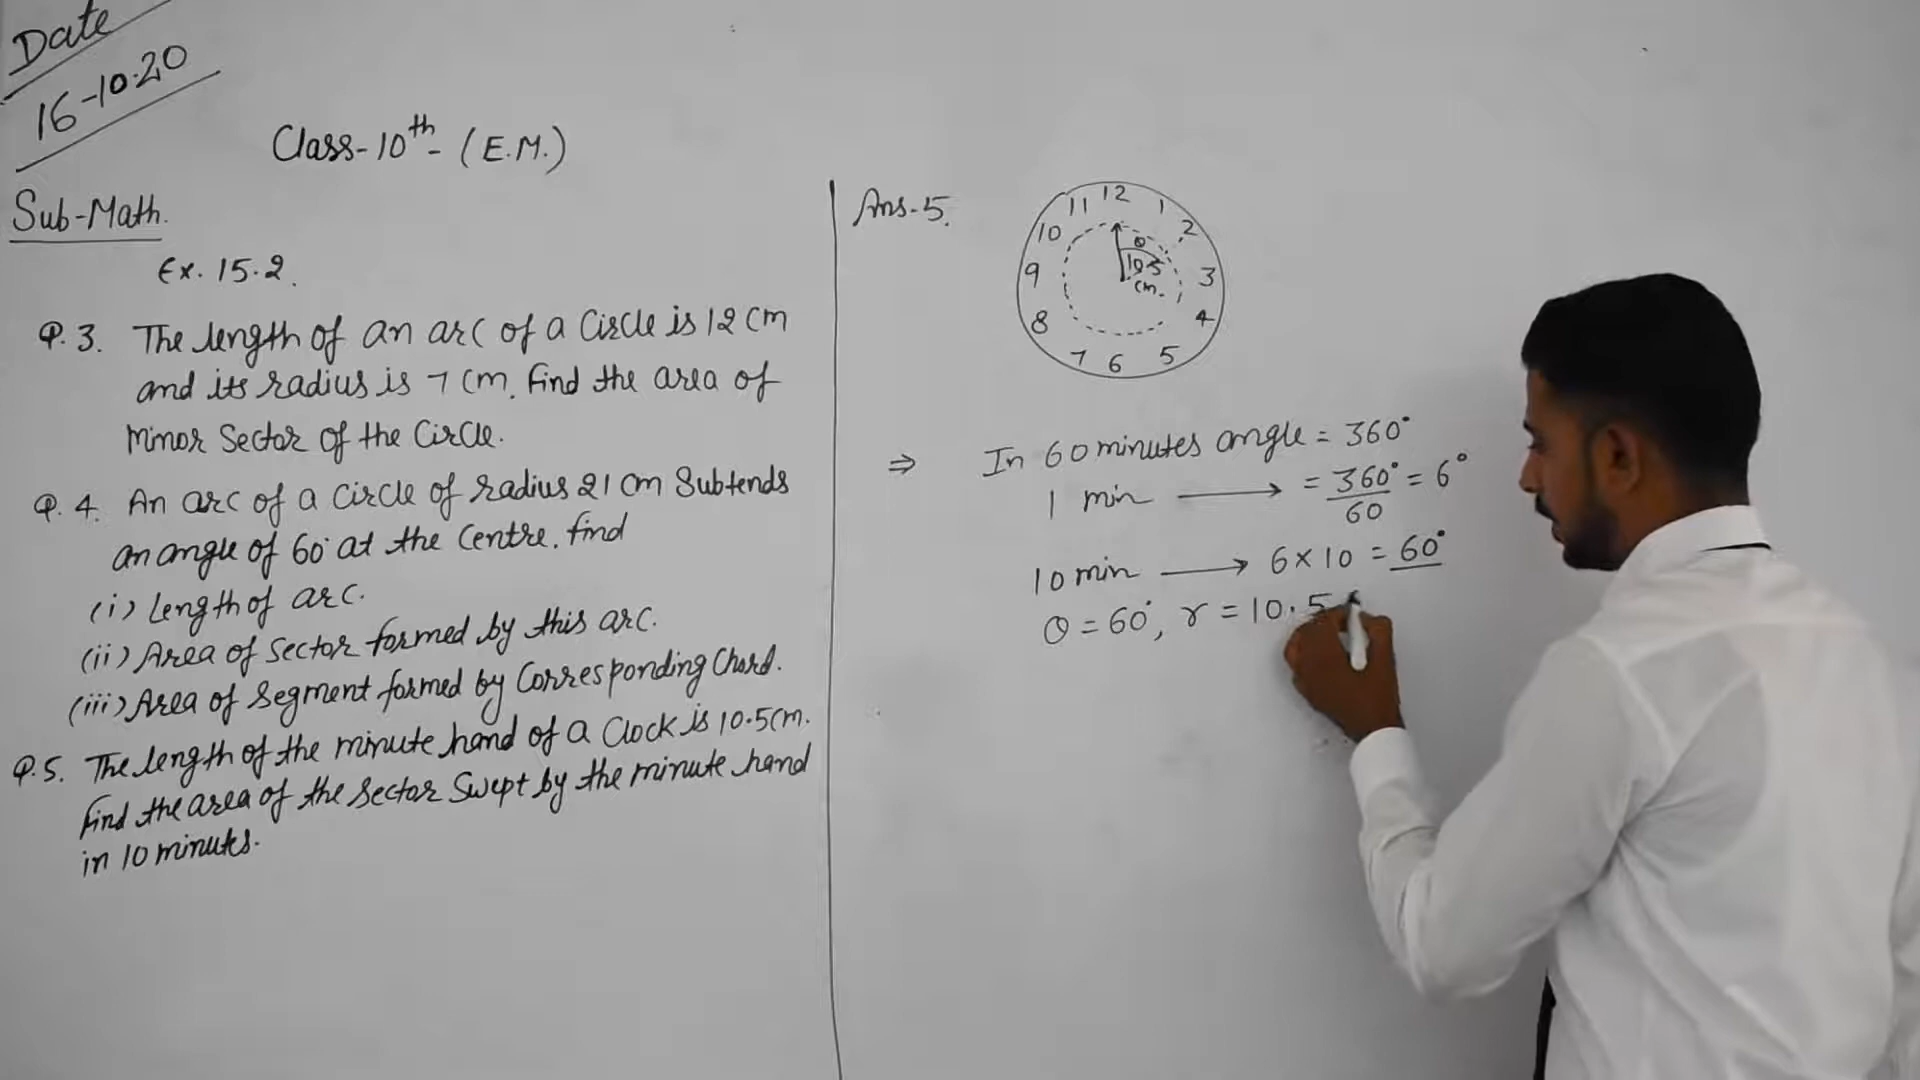 Date
16-10.20
Class-10th- (E.M.)
Sub-Math.
Ex. 15.2.
Q.3. The length of an arc of a Circle is 12 cm
and its radius is 7 cm. Find the area of
Minor Sector of the Circle.
Q.4. An arc of a circle of radius 21 cm Subtends
an angle of 60° at the Centre. find
(i) Length of arc.
(ii) Area of Sector formed by this arc.
(iii) Area of Segment formed by Corresponding Chord.
Q.5. The length of the minute hand of a Clock is 10.5cm.
find the area of the Sector Swept by the minute hand
in 10 minutes.
Ans-5.
12
11 1
10 2
θ
9 10.5 3
cm.
8 4
7 6 5
⇒ In 60 minutes angle = 360°
1 min ⟶ = 360°/60 = 6°
10 min ⟶ 6 × 10 = 60°
θ = 60°, r = 10.5